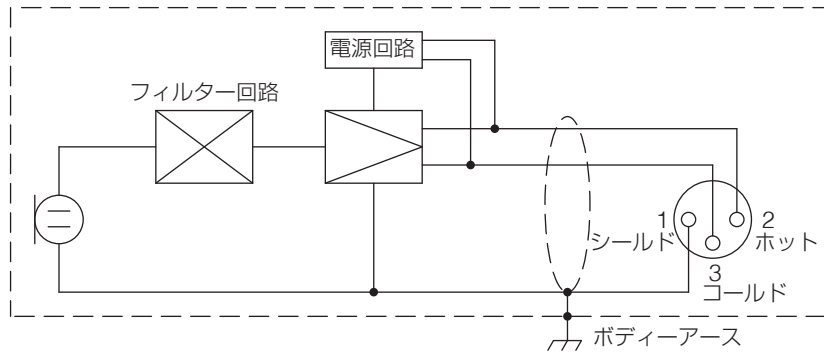 電源回路
フィルター回路
1
シールド
2
ホット
3
コールド
ボディーアース